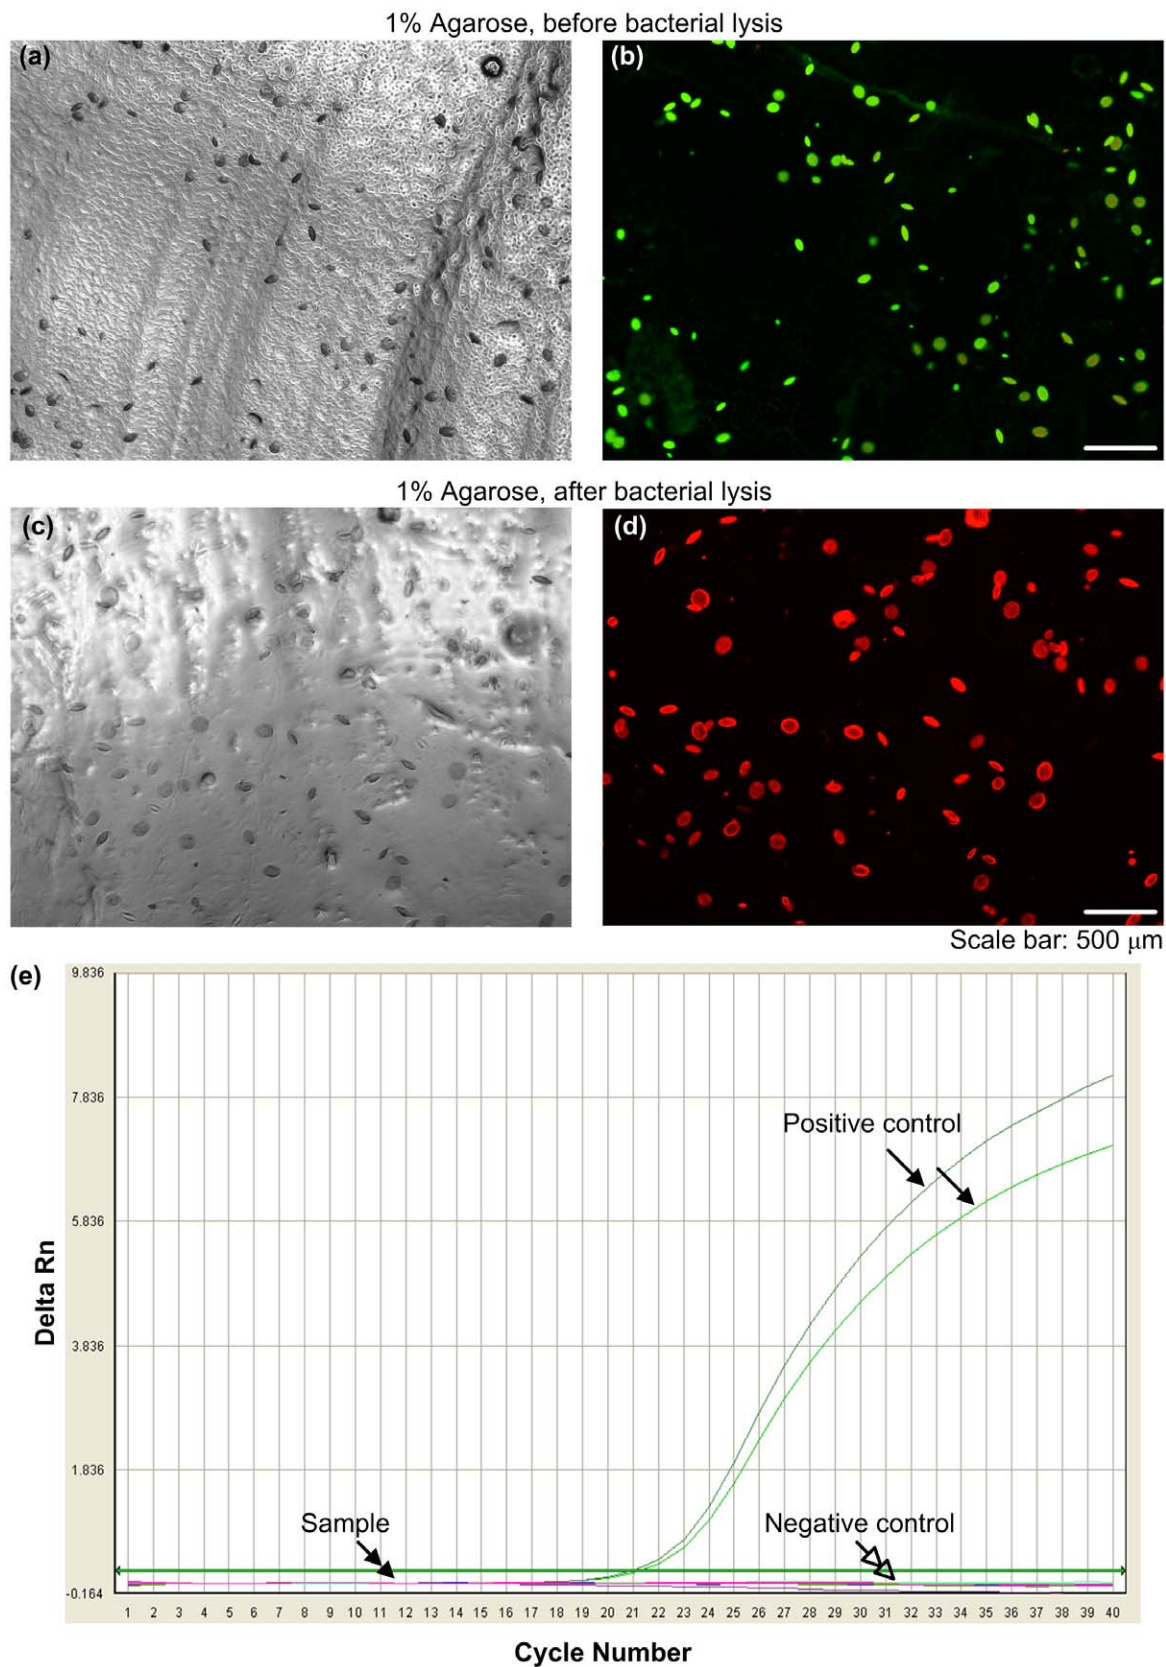 1% Agarose, before bacterial lysis
(a)
(b)
1% Agarose, after bacterial lysis
(c)
(d)
Scale bar: 500 μm
(e)
9.836
7.836
Positive control
5.836
Delta Rn
3.836
1.836
Sample
Negative control
-0.164
1 2 3 4 5 6 7 8 9 10 11 12 13 14 15 16 17 18 19 20 21 22 23 24 25 26 27 28 29 30 31 32 33 34 35 36 37 38 39 40
Cycle Number